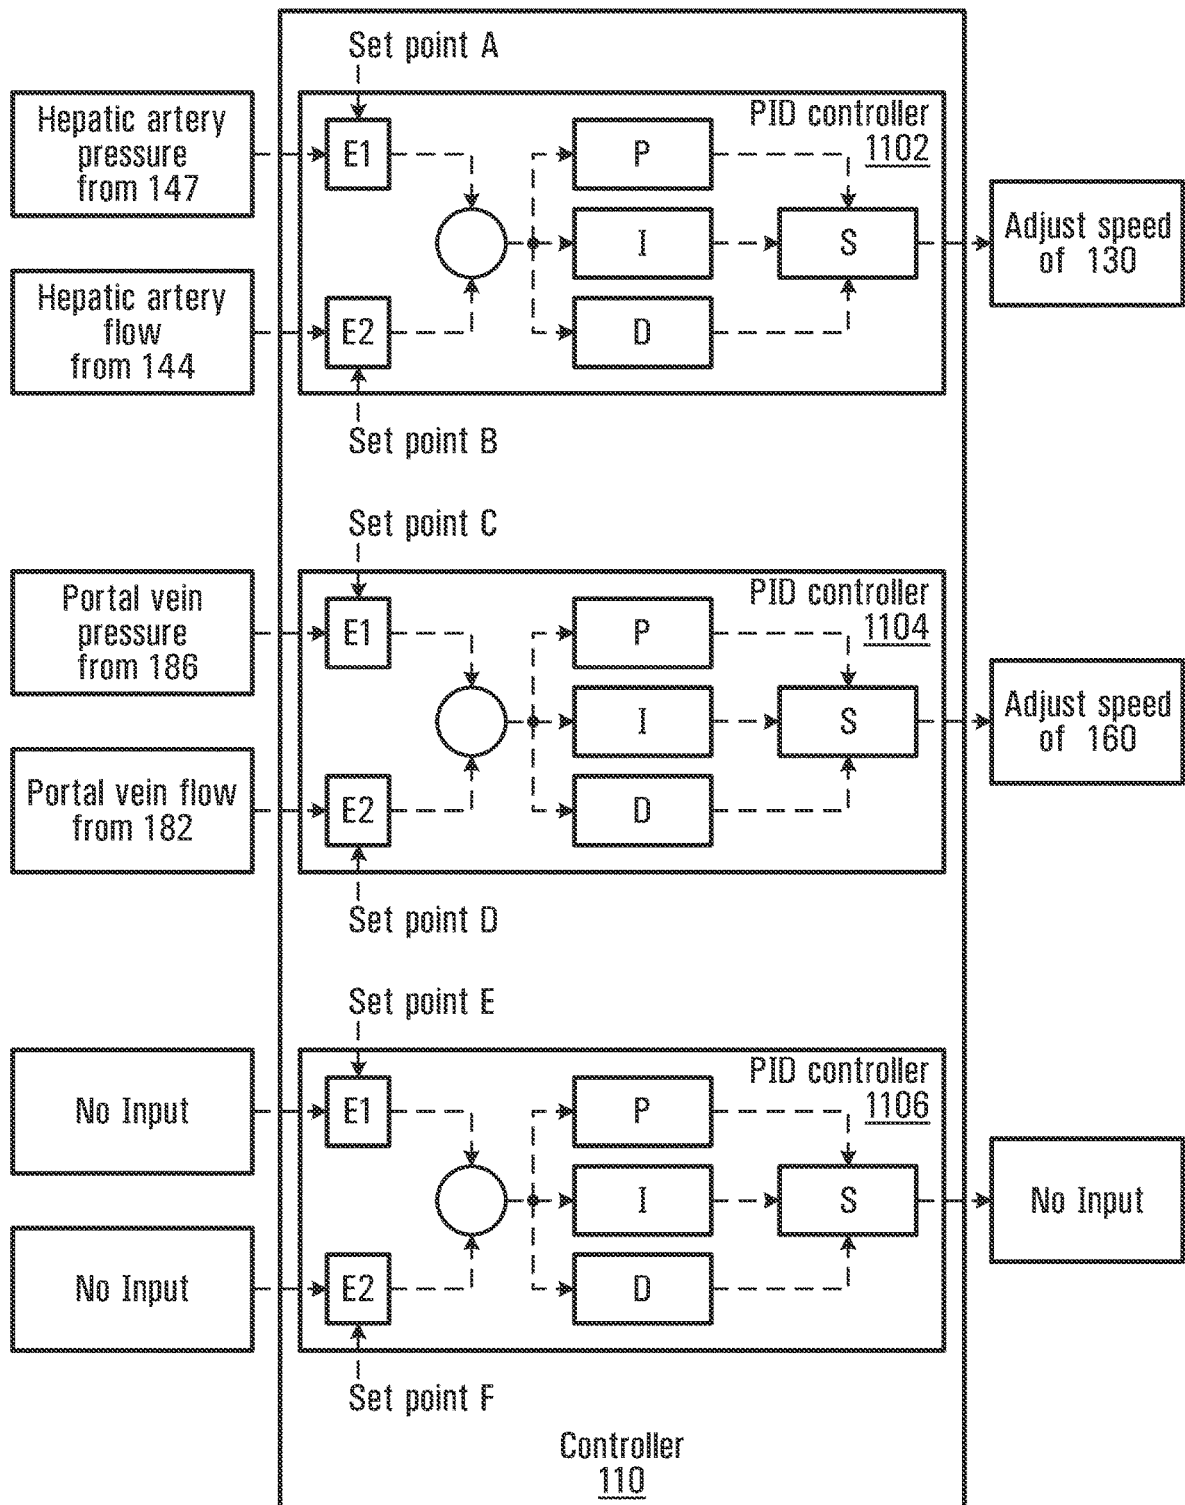 Set point A
Hepatic artery
pressure
from 147
E1
P
PID controller
1102
Hepatic artery
flow
from 144
E2
I
D
S
Adjust speed
of 130
Set point B
Set point C
Portal vein
pressure
from 186
E1
P
PID controller
1104
Portal vein flow
from 182
E2
I
D
S
Adjust speed
of 160
Set point D
Set point E
No Input
E1
P
PID controller
1106
No Input
E2
I
D
S
No Input
Set point F
Controller
110